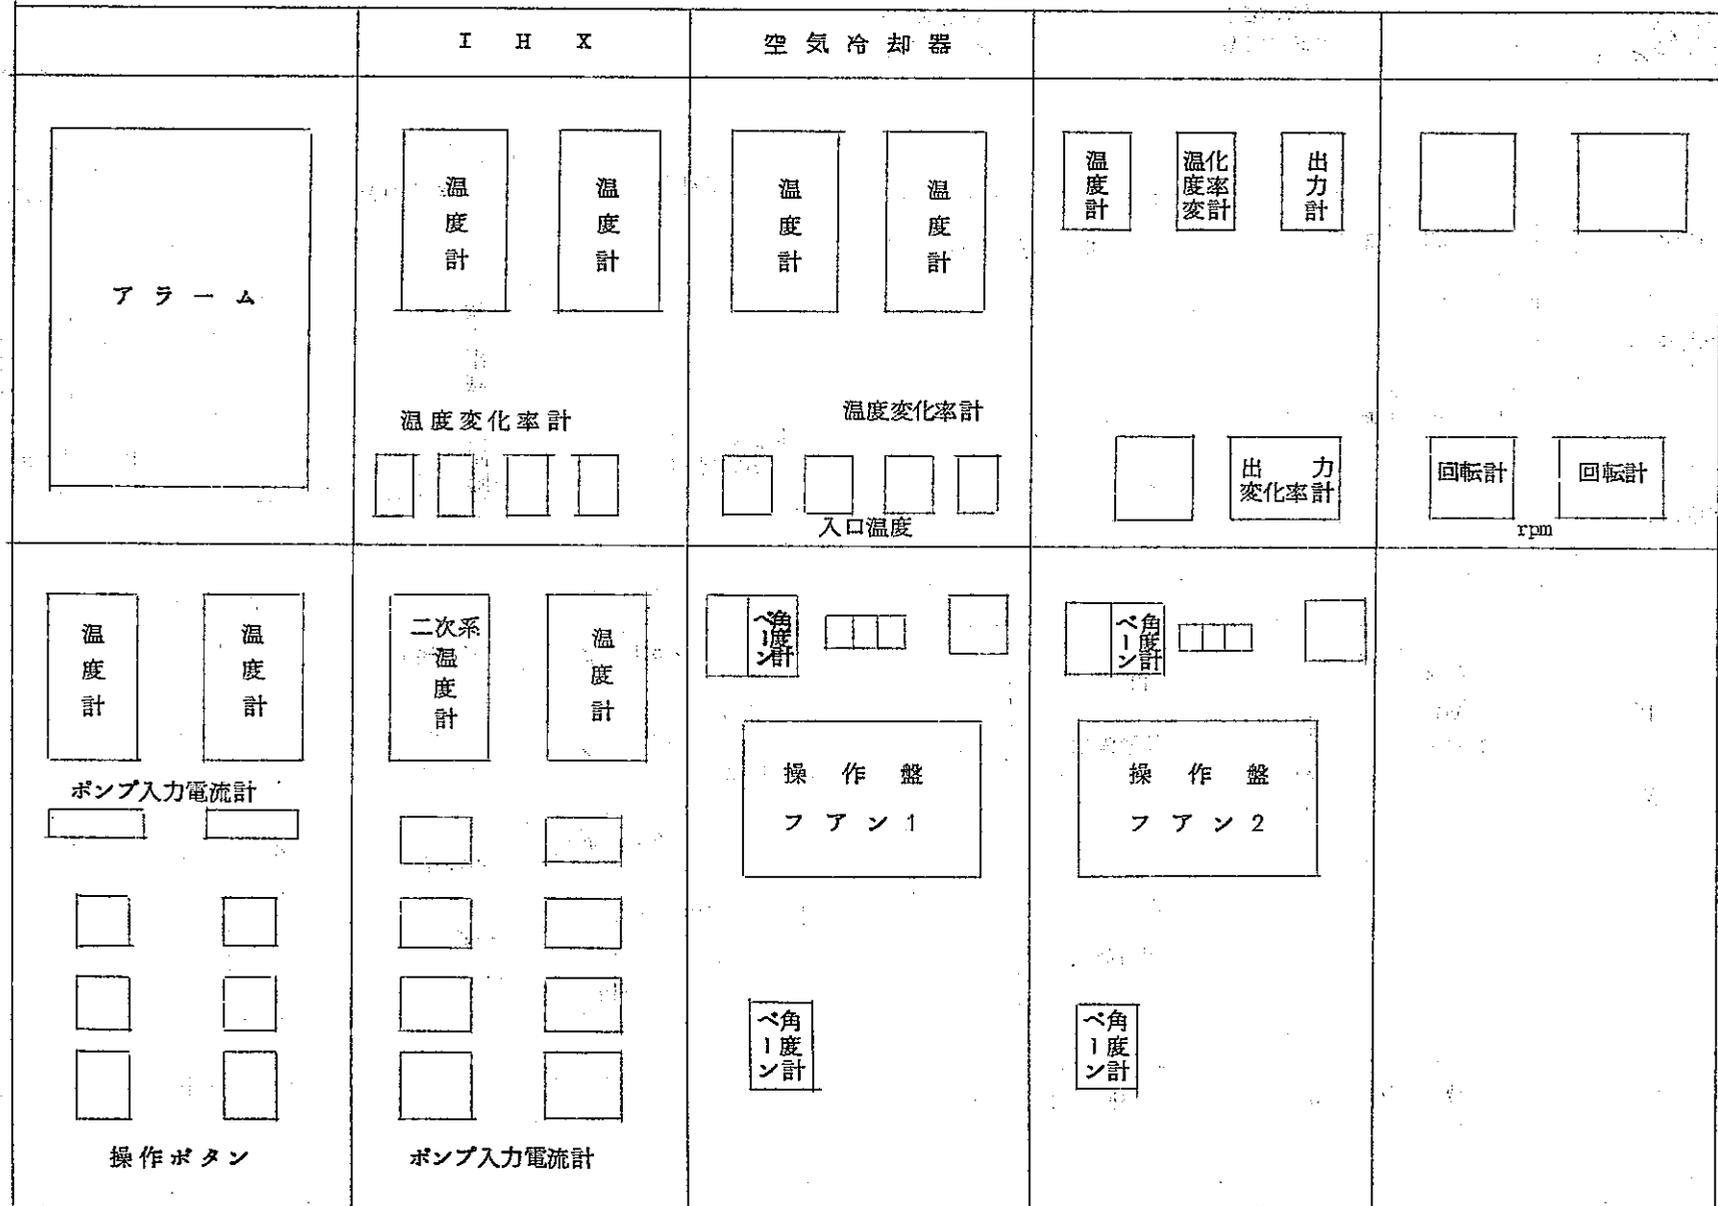 I H X
空気冷却器
アラーム
温度計
温度計
温度変化率計
温度計
温度計
温度変化率計
入口温度
温度計
温度変化率計
出力計
出力
変化率計
回転計
回転計
rpm
温度計
温度計
ポンプ入力電流計
操作ボタン
二次系
温度計
温度計
ポンプ入力電流計
ベーン
角度計
操作盤
フアン1
ベーン
角度計
ベーン
角度計
操作盤
フアン2
ベーン
角度計